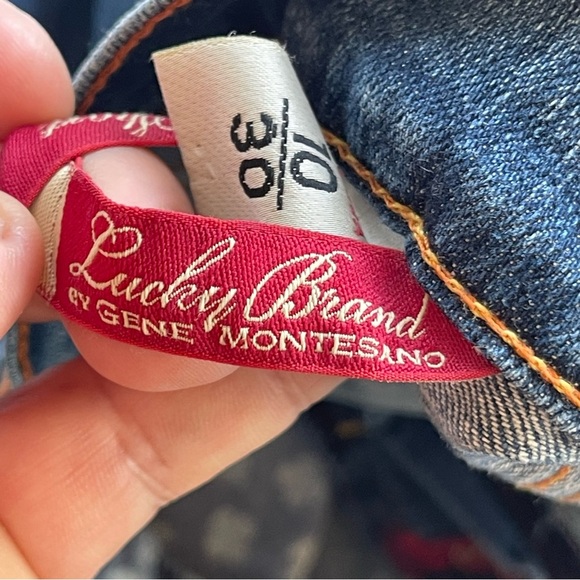 10/30
Lucky Brand
BY GENE MONTESANO